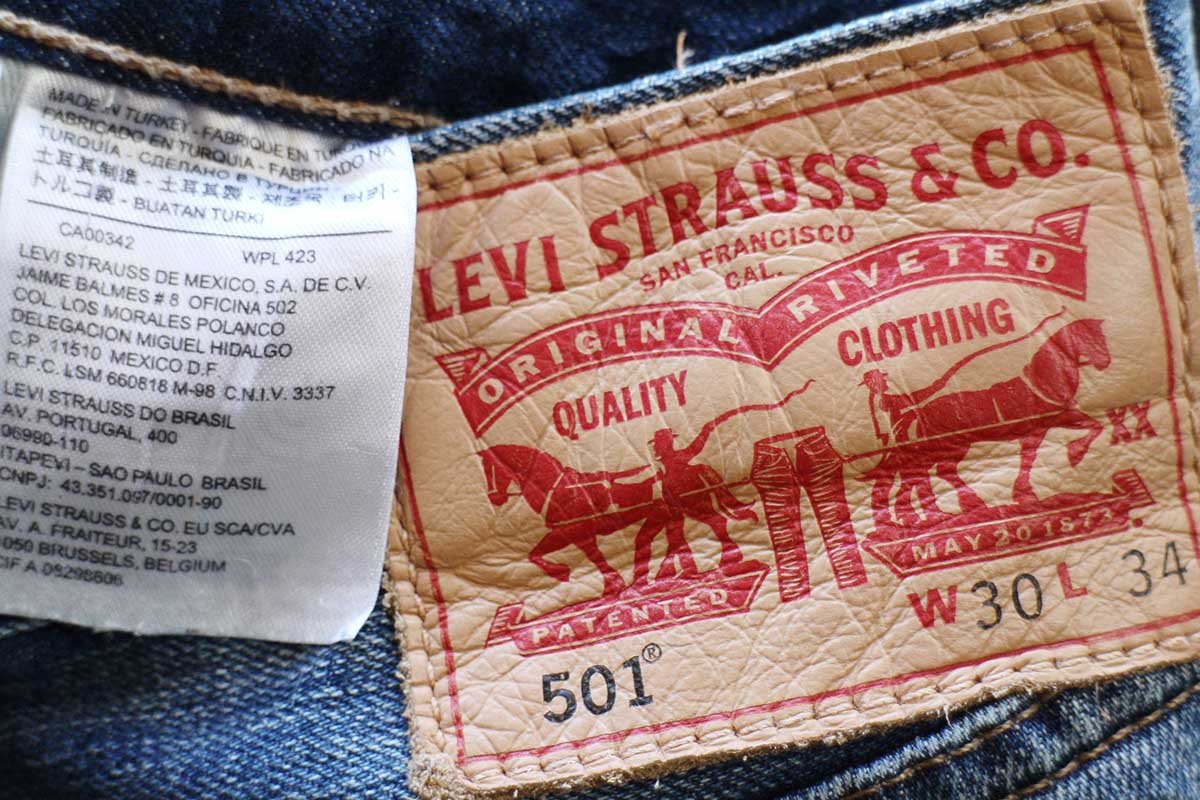 MADE IN TURKEY - FABRIQUE EN
FABRICADO EN TURQUIA - FABRICADO NA
TURQUÍA - СДЕЛАНО В ТУРЦИИ
土耳其制造 - 土耳其製 -
トルコ製 - BUATAN TURKI
CA00342
WPL 423
LEVI STRAUSS DE MEXICO, S.A. DE C.V.
JAIME BALMES # 8 OFICINA 502
COL. LOS MORALES POLANCO
DELEGACION MIGUEL HIDALGO
C.P. 11510 MEXICO D.F.
R.F.C. LSM 660818 M-98 C.N.I.V. 3337
LEVI STRAUSS DO BRASIL
AV. PORTUGAL, 400
06980-110
ITAPEVI – SAO PAULO BRASIL
CNPJ: 43.351.097/0001-90
LEVI STRAUSS & CO. EU SCA/CVA
AV. A. FRAITEUR, 15-23
1050 BRUSSELS, BELGIUM
CIF A 08298606
LEVI STRAUSS & CO.
SAN FRANCISCO
CAL.
ORIGINAL RIVETED
QUALITY CLOTHING
XX
PATENTED MAY 20 1873
501® W 30 L 34